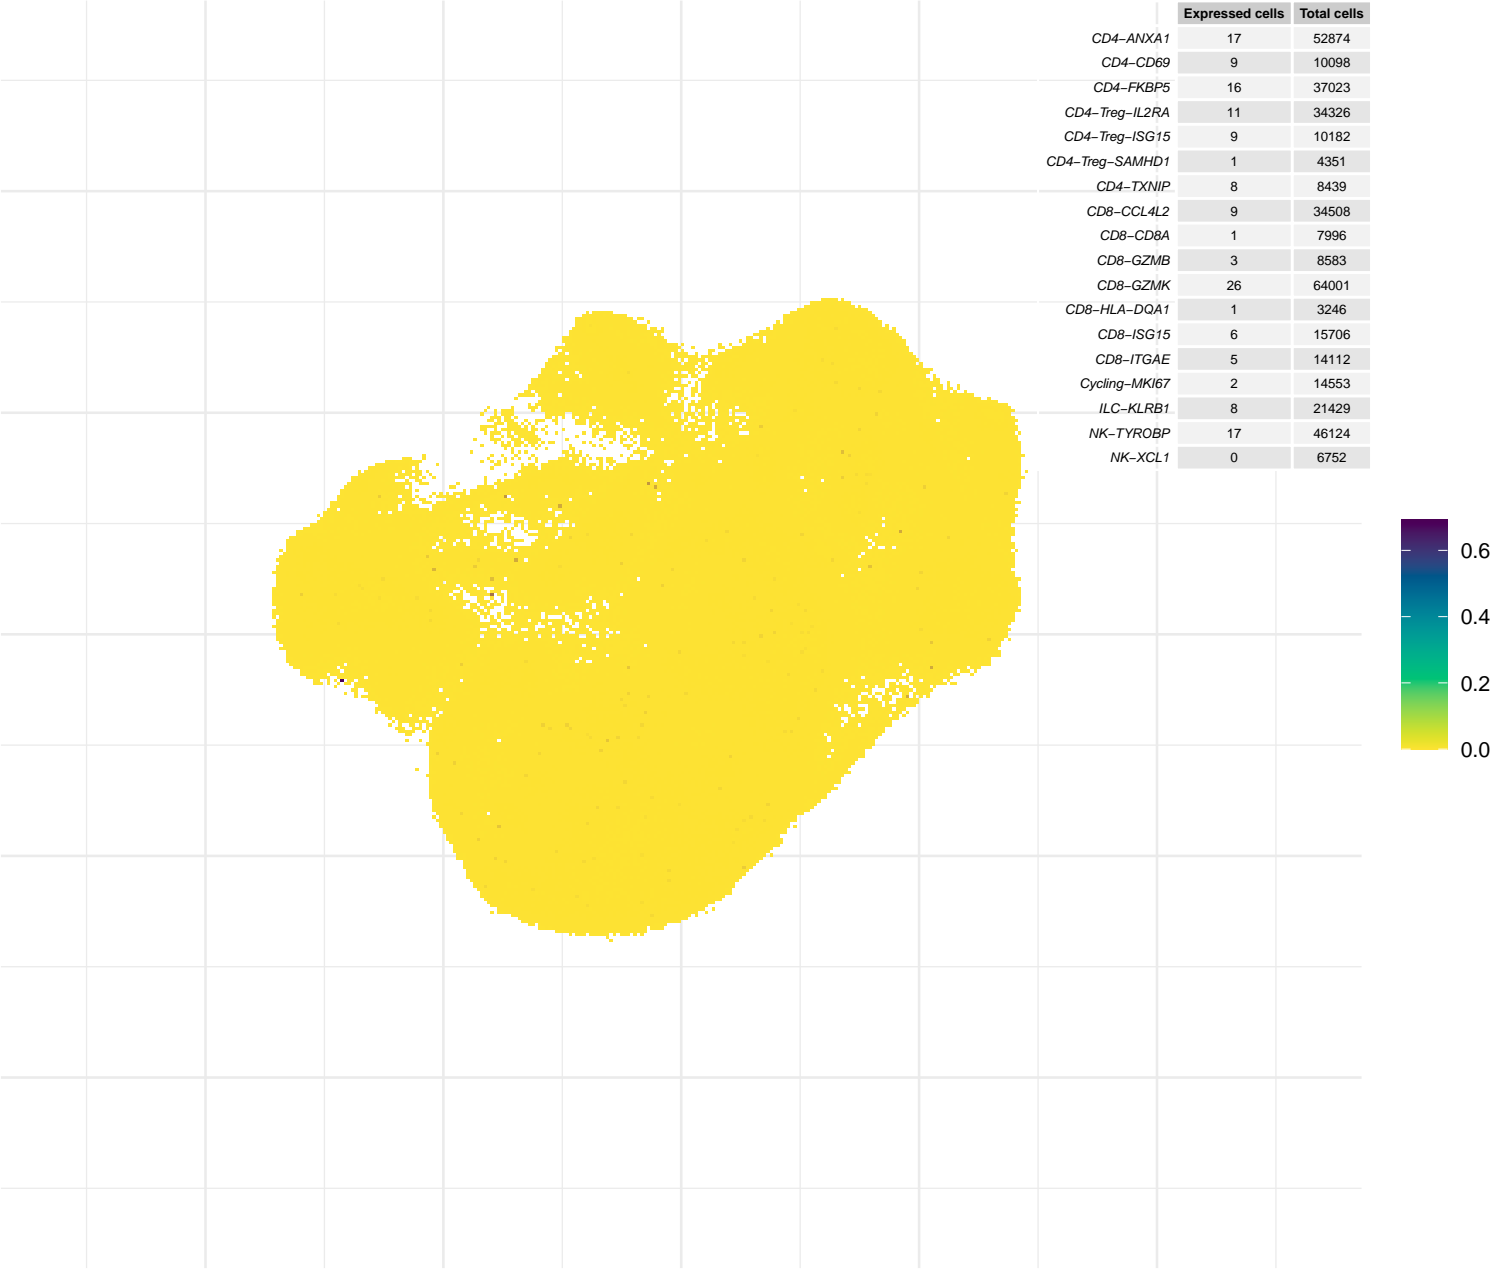 Expressed cells Total cells
CD4−ANXA1 17 52874
CD4−CD69 9 10098
CD4−FKBP5 16 37023
CD4−Treg−IL2RA 11 34326
CD4−Treg−ISG15 9 10182
CD4−Treg−SAMHD1 1 4351
CD4−TXNIP 8 8439
CD8−CCL4L2 9 34508
CD8−CD8A 1 7996
CD8−GZMB 3 8583
CD8−GZMK 26 64001
CD8−HLA−DQA1 1 3246
CD8−ISG15 6 15706
CD8−ITGAE 5 14112
Cycling−MKI67 2 14553
ILC−KLRB1 8 21429
NK−TYROBP 17 46124
NK−XCL1 0 6752
0.6
0.4
0.2
0.0